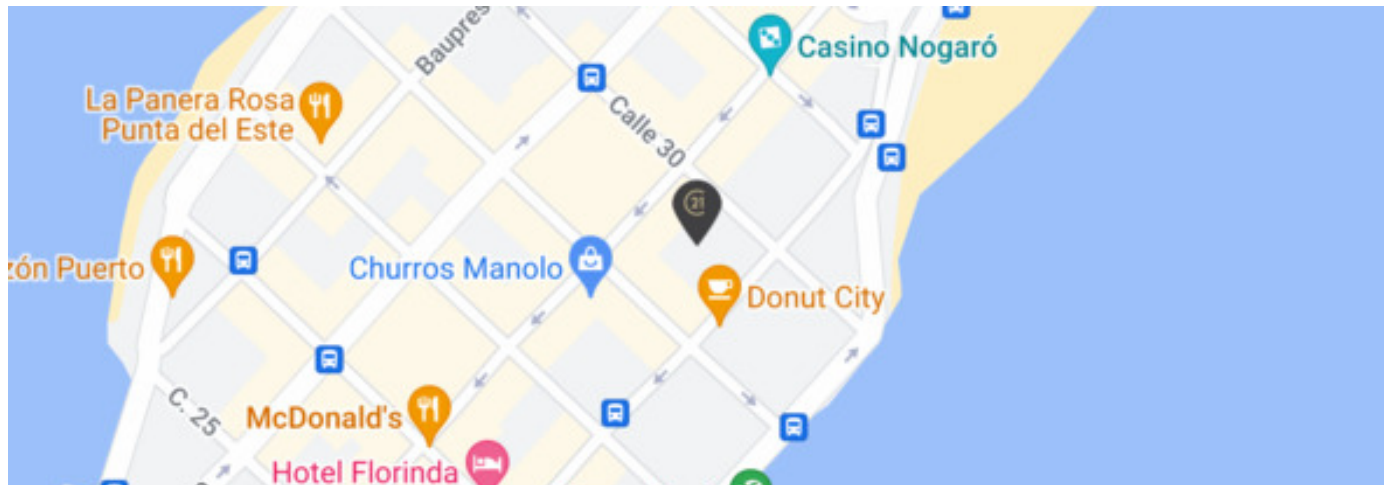 Baupres
Casino Nogaró
La Panera Rosa
Punta del Este
Calle 30
21
zón Puerto
Churros Manolo
Donut City
C. 25
McDonald's
Hotel Florinda